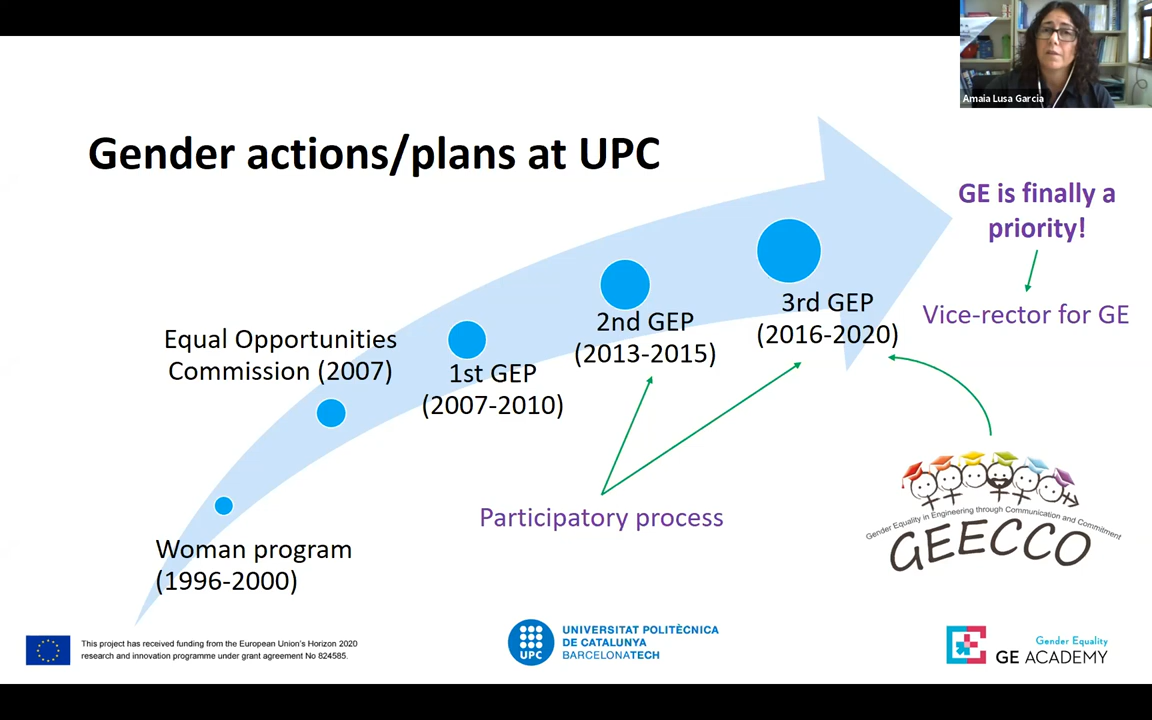 Amaia Lusa Garcia
Gender actions/plans at UPC
GE is finally a
priority!
Vice-rector for GE
3rd GEP
(2016-2020)
2nd GEP
(2013-2015)
Equal Opportunities
Commission (2007)
1st GEP
(2007-2010)
Participatory process
Woman program
(1996-2000)
Gender Equality in Engineering through Communication and Commitment
GEECCO
This project has received funding from the European Union's Horizon 2020
research and innovation programme under grant agreement No 824585.
UPC
UNIVERSITAT POLITÈCNICA
DE CATALUNYA
BARCELONATECH
Gender Equality
GE ACADEMY